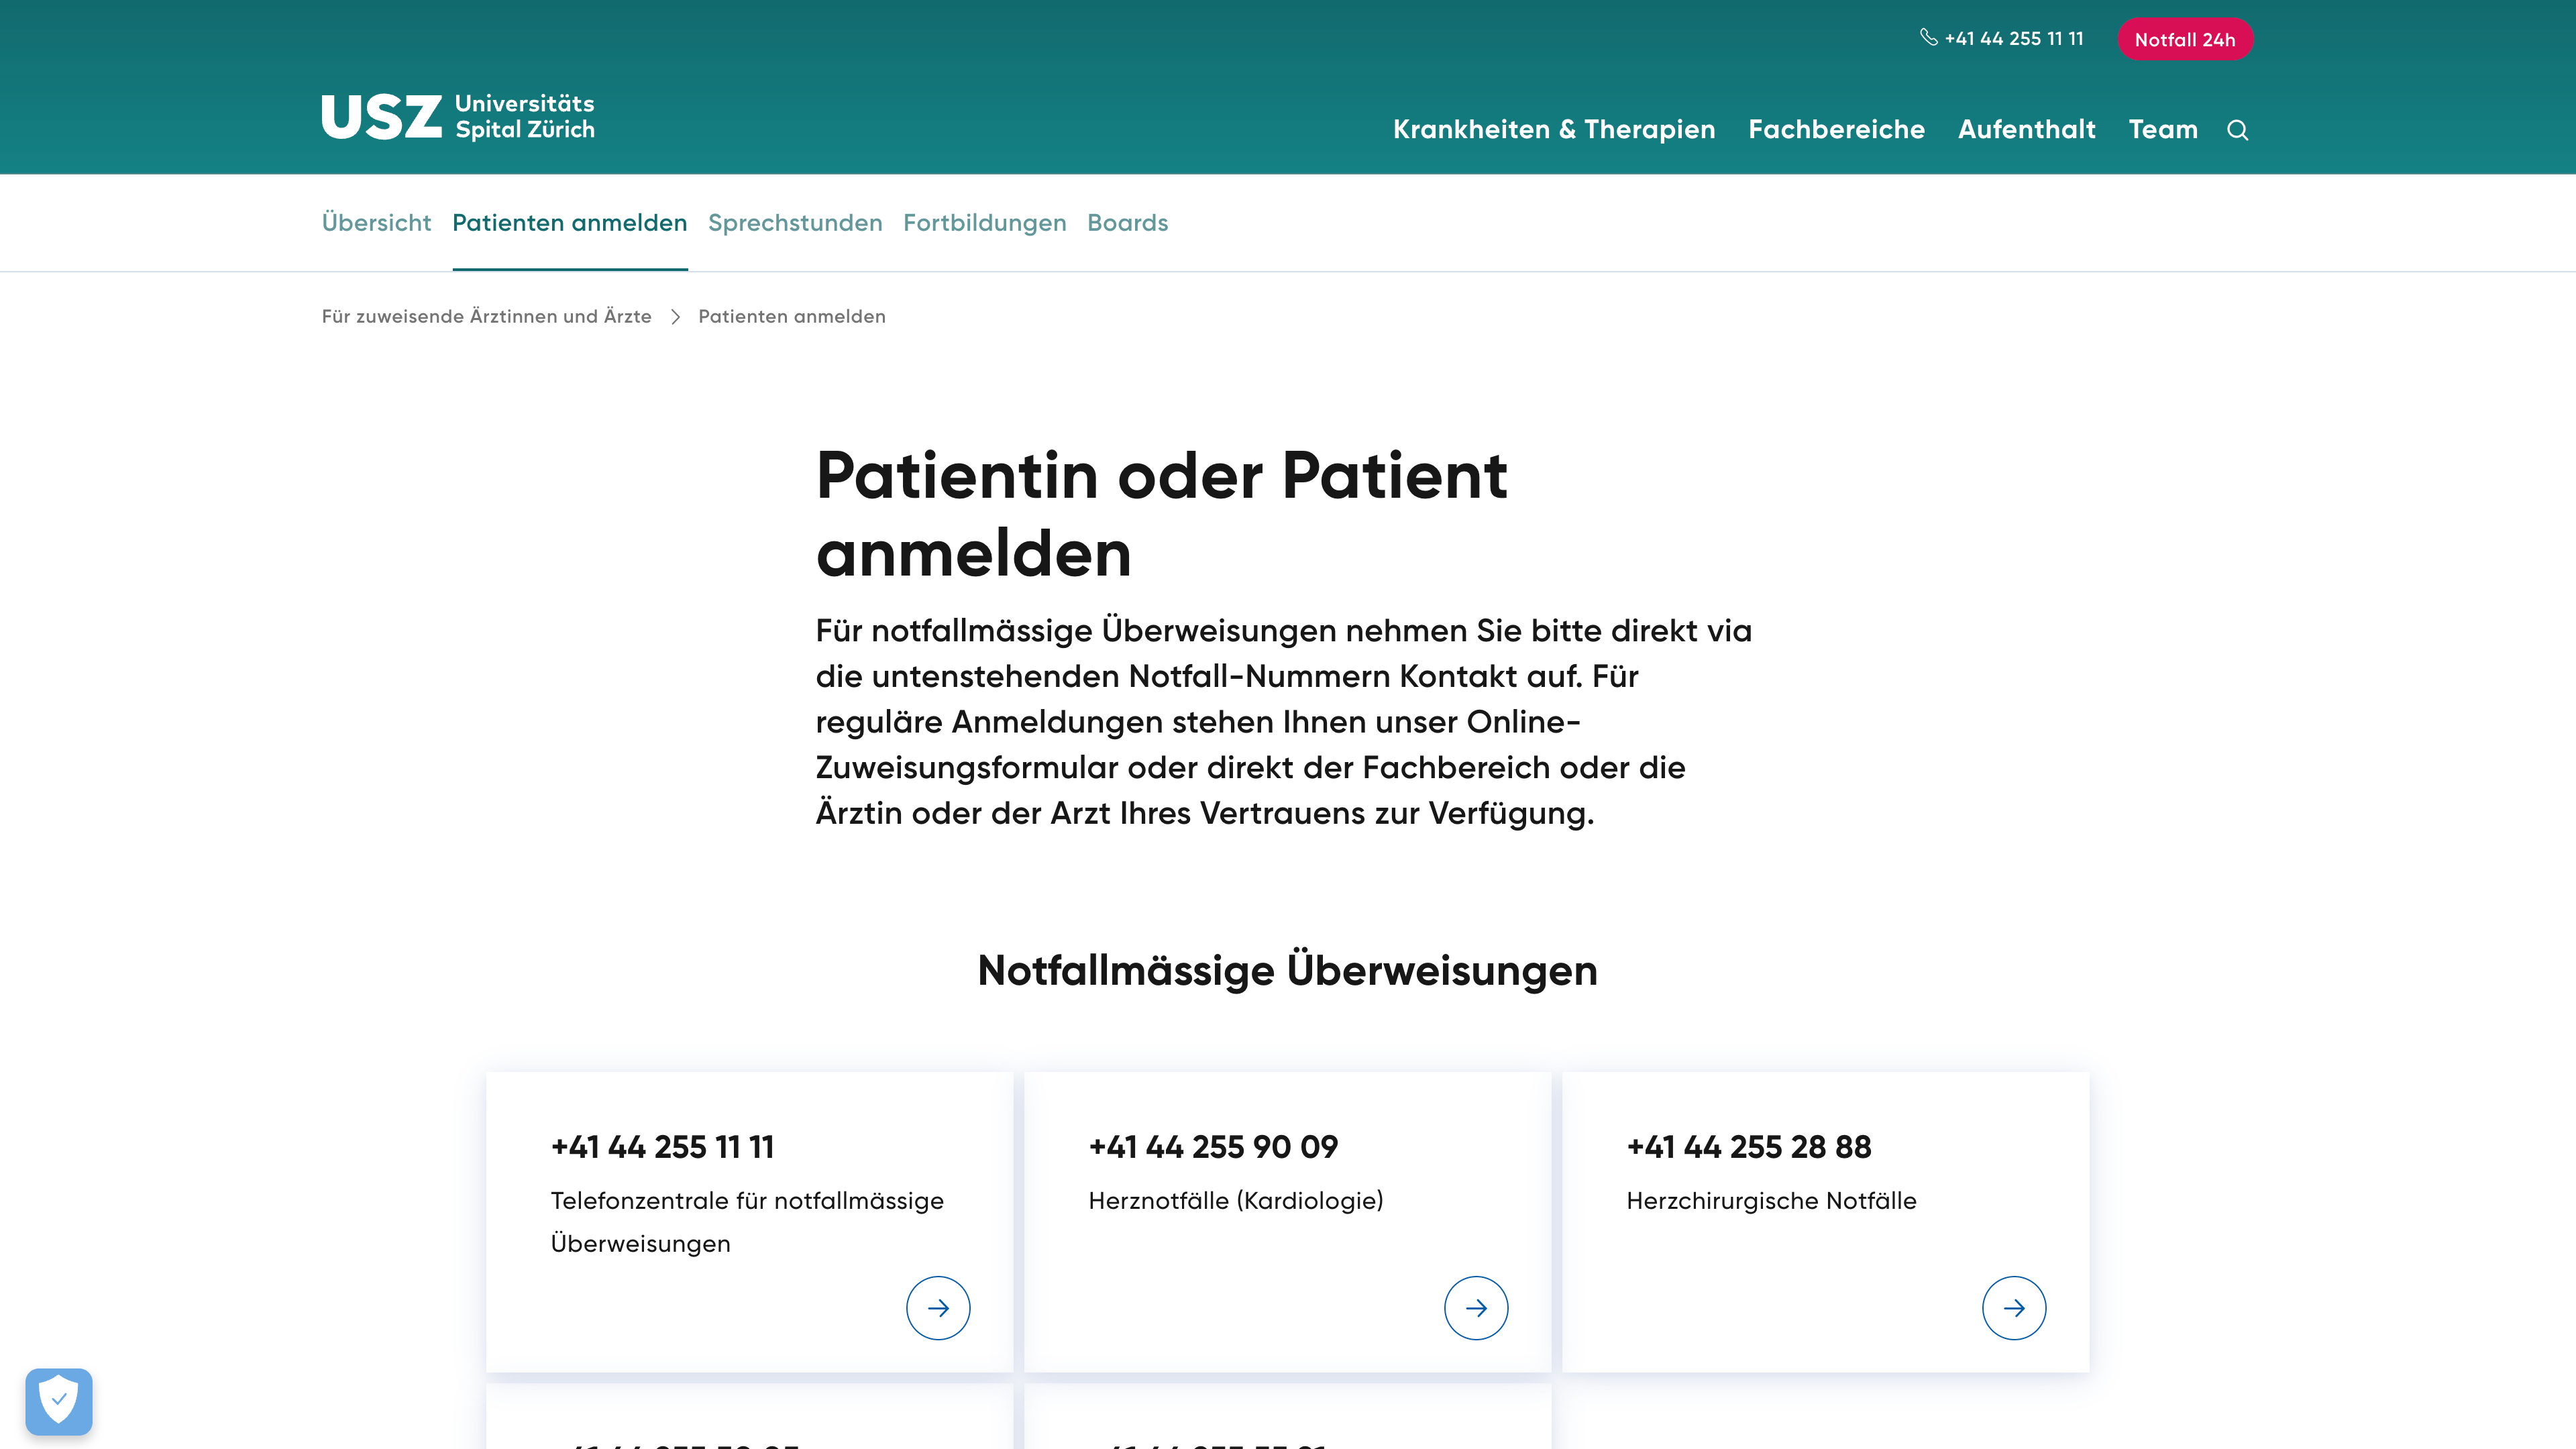 +41 44 255 11 11
Notfall 24h
USZ Universitäts
Spital Zürich
Krankheiten & Therapien
Fachbereiche
Aufenthalt
Team
Übersicht
Patienten anmelden
Sprechstunden
Fortbildungen
Boards
Für zuweisende Ärztinnen und Ärzte
Patienten anmelden
Patientin oder Patient
anmelden
Für notfallmässige Überweisungen nehmen Sie bitte direkt via
die untenstehenden Notfall-Nummern Kontakt auf. Für
reguläre Anmeldungen stehen Ihnen unser Online-
Zuweisungsformular oder direkt der Fachbereich oder die
Ärztin oder der Arzt Ihres Vertrauens zur Verfügung.
Notfallmässige Überweisungen
+41 44 255 11 11
Telefonzentrale für notfallmässige
Überweisungen
+41 44 255 90 09
Herznotfälle (Kardiologie)
+41 44 255 28 88
Herzchirurgische Notfälle